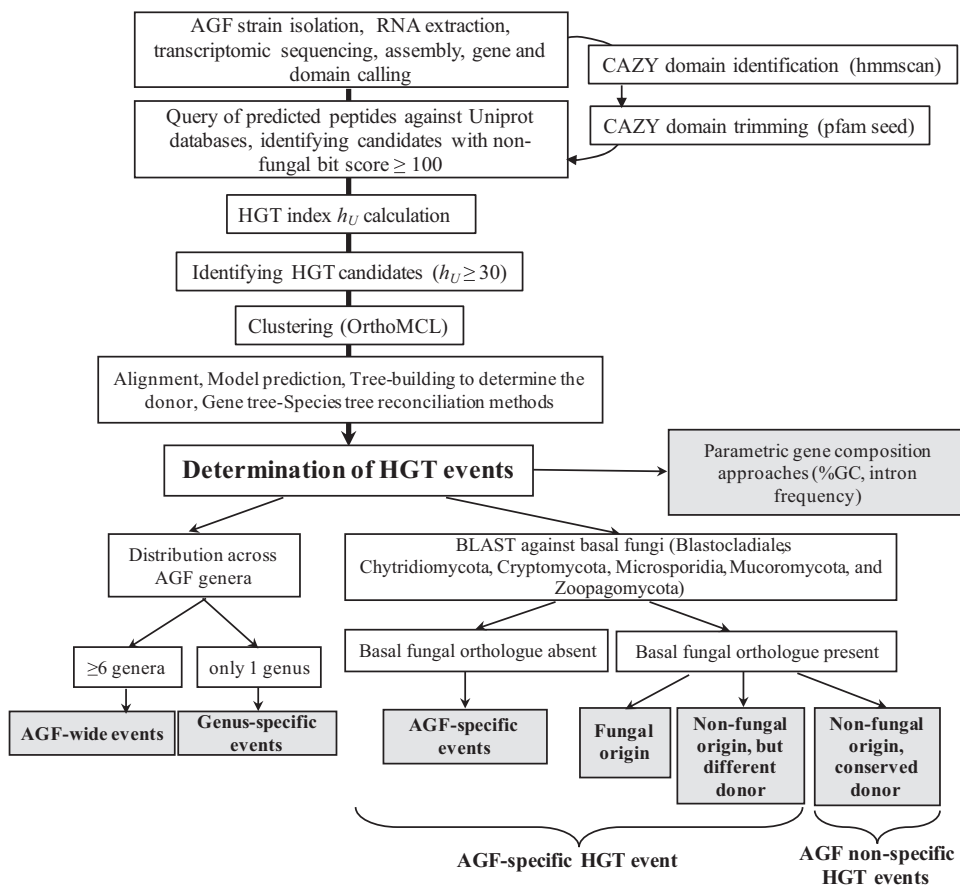 AGF strain isolation, RNA extraction,
transcriptomic sequencing, assembly, gene and
domain calling
CAZY domain identification (hmmscan)
CAZY domain trimming (pfam seed)
Query of predicted peptides against Uniprot
databases, identifying candidates with non-
fungal bit score ≥ 100
HGT index hU calculation
Identifying HGT candidates (hU ≥ 30)
Clustering (OrthoMCL)
Alignment, Model prediction, Tree-building to determine the
donor, Gene tree-Species tree reconciliation methods
Determination of HGT events
Parametric gene composition
approaches (%GC, intron
frequency)
Distribution across
AGF genera
BLAST against basal fungi (Blastocladiales,
Chytridiomycota, Cryptomycota, Microsporidia, Mucoromycota, and
Zoopagomycota)
≥6 genera
only 1 genus
Basal fungal orthologue absent
Basal fungal orthologue present
AGF-wide events
Genus-specific
events
AGF-specific
events
Fungal
origin
Non-fungal
origin, but
different
donor
Non-fungal
origin,
conserved
donor
AGF-specific HGT event
AGF non-specific
HGT events